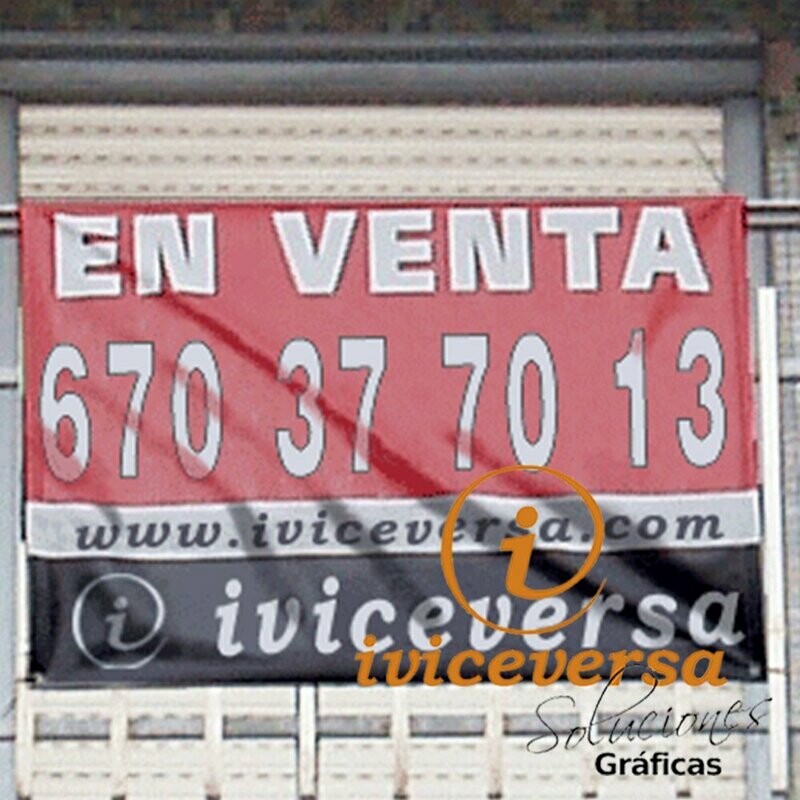 EN VENTA
670 37 70 13
www.iviceversa.com
i iviceversa
i
iviceversa
Soluciones
Gráficas